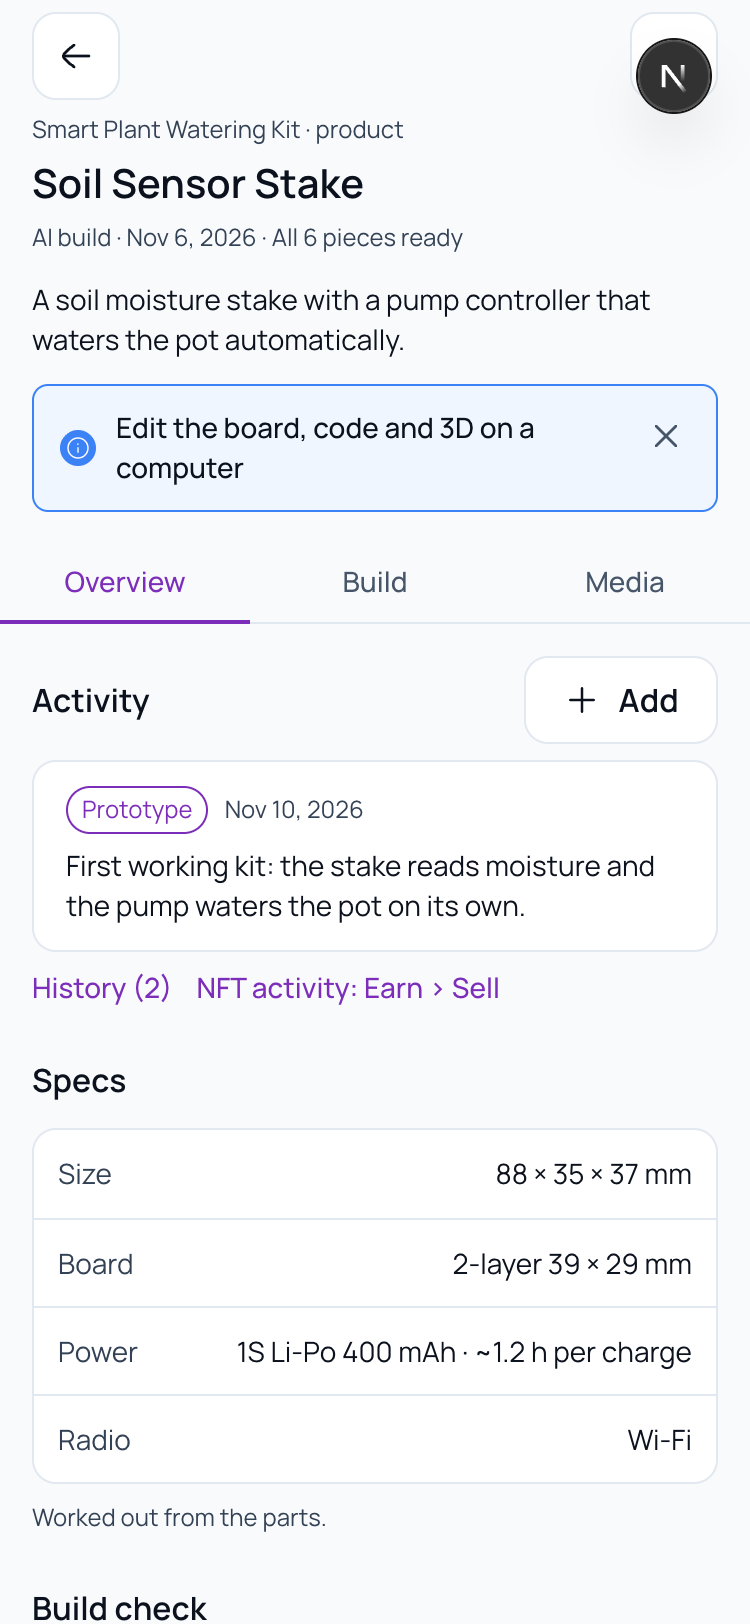 N
Smart Plant Watering Kit · product
Soil Sensor Stake
AI build · Nov 6, 2026 · All 6 pieces ready
A soil moisture stake with a pump controller that
waters the pot automatically.
Edit the board, code and 3D on a
computer
Overview
Build
Media
Activity
Add
Prototype
Nov 10, 2026
First working kit: the stake reads moisture and
the pump waters the pot on its own.
History (2)
NFT activity: Earn › Sell
Specs
Size
88 × 35 × 37 mm
Board
2-layer 39 × 29 mm
Power
1S Li-Po 400 mAh · ~1.2 h per charge
Radio
Wi-Fi
Worked out from the parts.
Build check